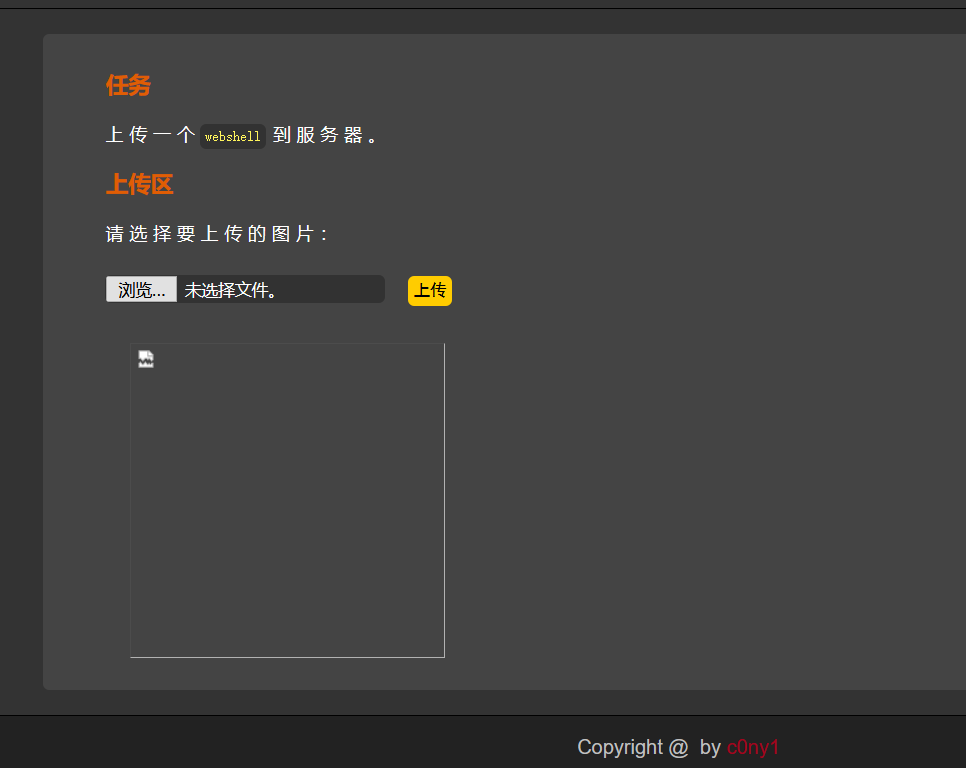 任务
上传一个 webshell 到服务器。
上传区
请选择要上传的图片：
浏览... 未选择文件。 上传
Copyright @ by c0ny1